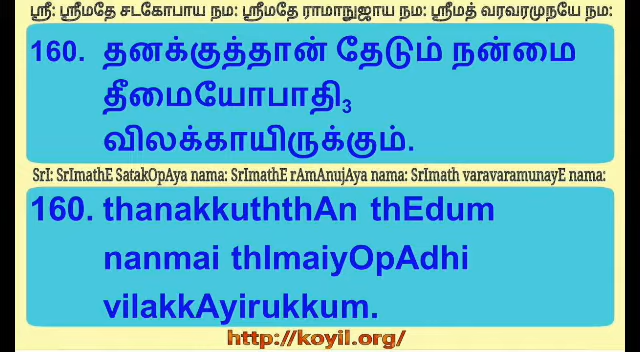 ஸ்ரீ: ஸ்ரீமதே சடகோபாய நம: ஸ்ரீமதே ராமாநுஜாய நம: ஸ்ரீமத் வரவரமுநயே நம:
160. தனக்குத்தான் தேடும் நன்மை
தீமையோபாதி3
விலக்காயிருக்கும்.
SrI: SrImathE SatakOpAya nama: SrImathE rAmAnujAya nama: SrImath varavaramunayE nama:
160. thanakkuththAn thEdum
nanmai thImaiyOpAdhi
vilakkAyirukkum.
http://koyil.org/